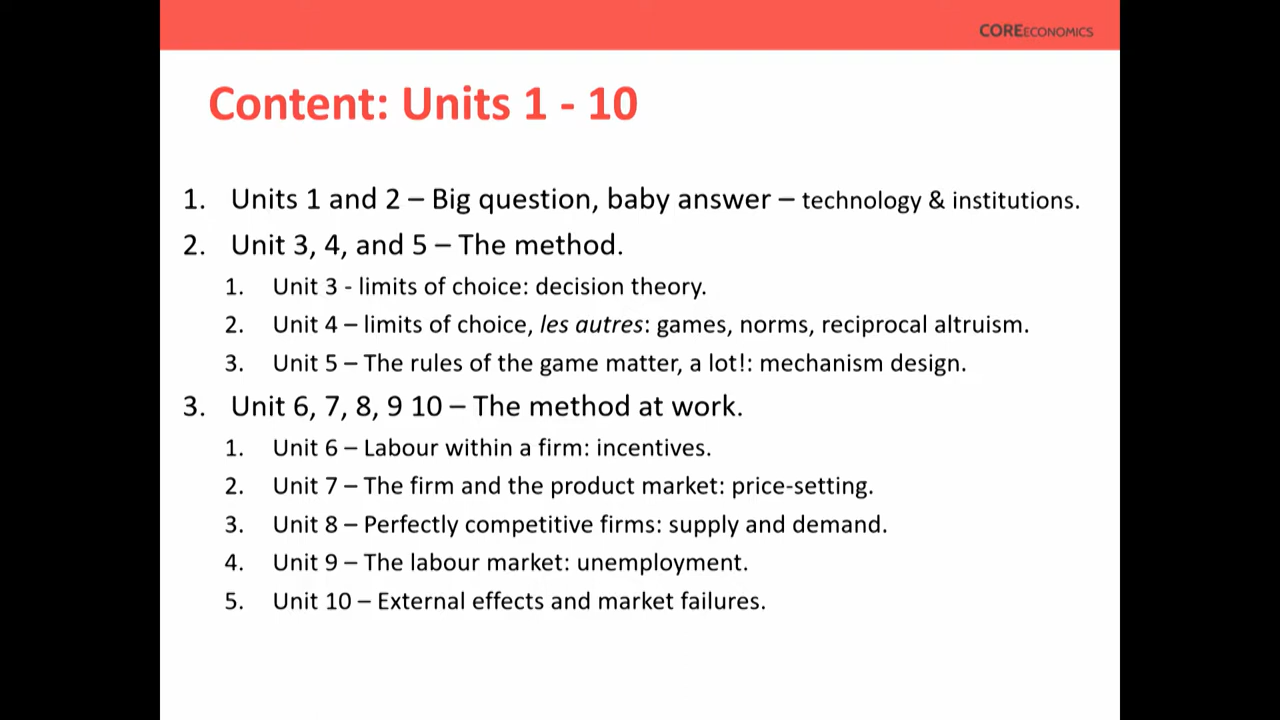 COREECONOMICS
Content: Units 1 - 10
1. Units 1 and 2 – Big question, baby answer – technology & institutions.
2. Unit 3, 4, and 5 – The method.
1. Unit 3 - limits of choice: decision theory.
2. Unit 4 – limits of choice, les autres: games, norms, reciprocal altruism.
3. Unit 5 – The rules of the game matter, a lot!: mechanism design.
3. Unit 6, 7, 8, 9 10 – The method at work.
1. Unit 6 – Labour within a firm: incentives.
2. Unit 7 – The firm and the product market: price-setting.
3. Unit 8 – Perfectly competitive firms: supply and demand.
4. Unit 9 – The labour market: unemployment.
5. Unit 10 – External effects and market failures.